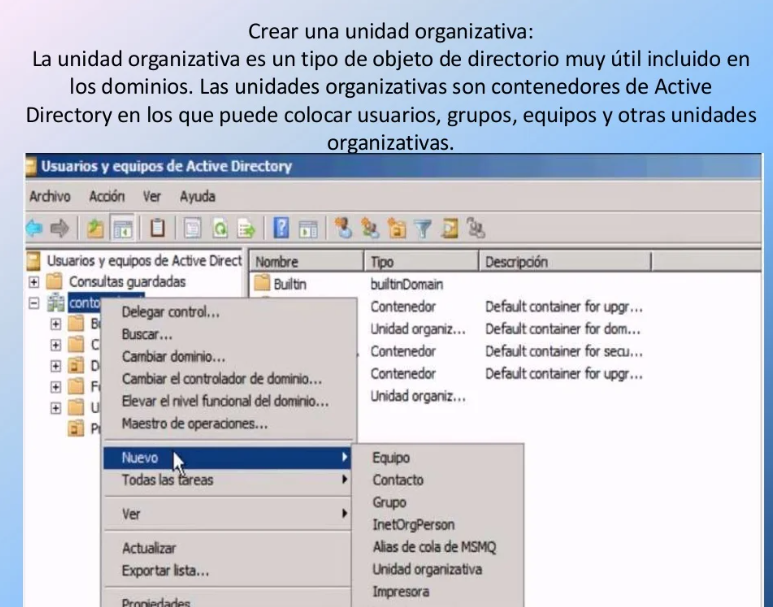 Crear una unidad organizativa:
La unidad organizativa es un tipo de objeto de directorio muy útil incluido en
los dominios. Las unidades organizativas son contenedores de Active
Directory en los que puede colocar usuarios, grupos, equipos y otras unidades
organizativas.
Usuarios y equipos de Active Directory
Archivo Acción Ver Ayuda
Usuarios y equipos de Active Direct
Nombre Tipo Descripción
Consultas guardadas
Builtin builtinDomain
Contenedor Default container for upgr...
Unidad organiz... Default container for dom...
Contenedor Default container for secu...
Contenedor Default container for upgr...
Unidad organiz...
Delegar control...
Buscar...
Cambiar dominio...
Cambiar el controlador de dominio...
Elevar el nivel funcional del dominio...
Maestro de operaciones...
Nuevo
Todas las tareas
Ver
Actualizar
Exportar lista...
Propiedades
Equipo
Contacto
Grupo
InetOrgPerson
Alias de cola de MSMQ
Unidad organizativa
Impresora